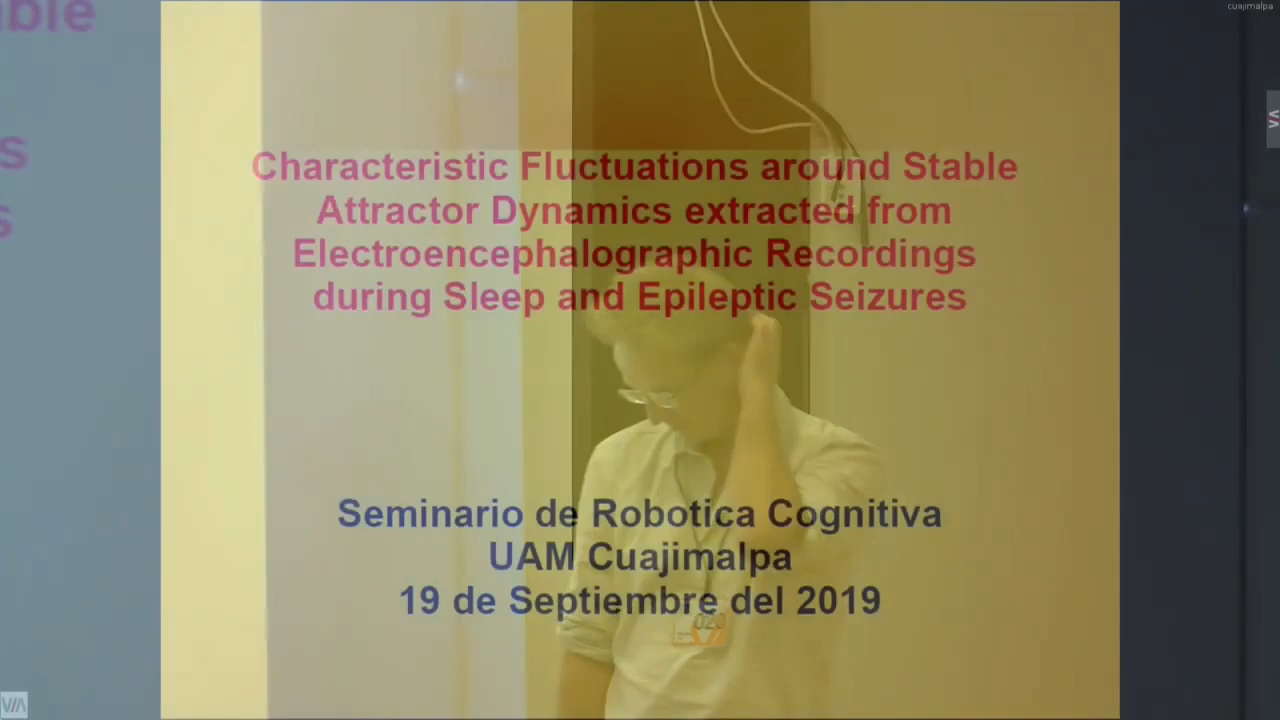 cuajimalpa
Characteristic Fluctuations around Stable
Attractor Dynamics extracted from
Electroencephalographic Recordings
during Sleep and Epileptic Seizures
Seminario de Robotica Cognitiva
UAM Cuajimalpa
19 de Septiembre del 2019
020